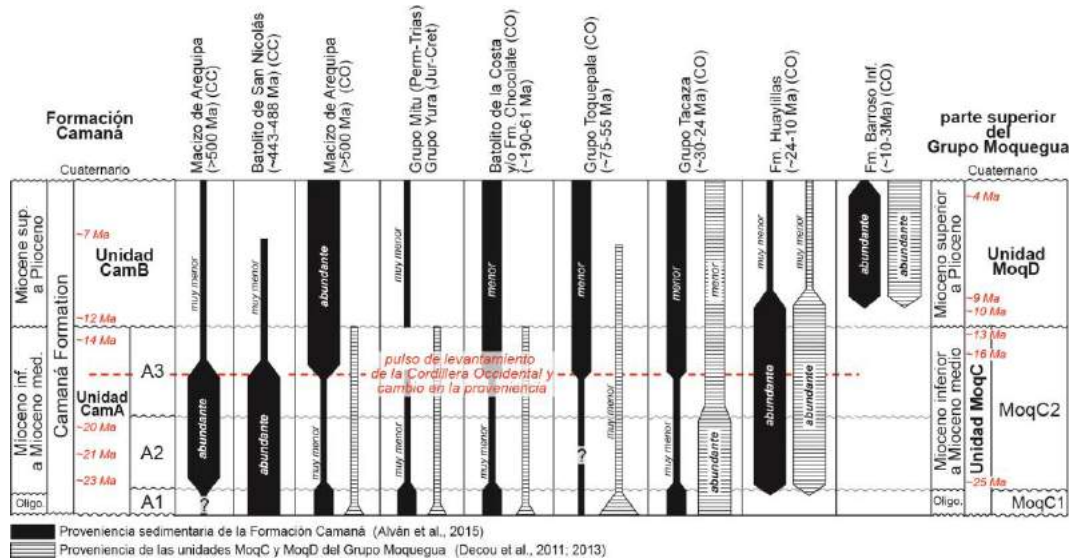 Formación
Camaná
Cuaternario
Macizo de Arequipa
(>500 Ma) (CC)
Batolito de San Nicolás
(~443-488 Ma) (CC)
Macizo de Arequipa
(>500 Ma) (CO)
Grupo Mitu (Perm-Trias)
Grupo Yura (Jur-Cret)
Batolito de la Costa
y/o Fm. Chocolate (CO)
(~190-61 Ma)
Grupo Toquepala (CO)
(~75-55 Ma)
Grupo Tacaza
(~30-24 Ma) (CO)
Fm. Huaylillas
(~24-10 Ma) (CO)
Fm. Barroso Inf.
(~10-3Ma) (CO)
parte superior
del
Grupo Moquegua
Cuaternario
Miocene sup.
a Plioceno
Mioceno inf.
a Mioceno med.
Oligo.
Camaná Formation
~7 Ma
Unidad
CamB
~12 Ma
~14 Ma
Unidad
CamA
~20 Ma
~21 Ma
~23 Ma
A3
A2
A1
muy menor
abundante
?
muy menor
abundante
abundante
muy menor
muy menor
muy menor
menor
muy menor
muy menor
?
menor
muy menor
menor
abundante
muy menor
abundante
muy menor
abundante
abundante
abundante
pulso de levantamiento
de la Cordillera Occidental y
cambio en la proveniencia
Mioceno superior
a Plioceno
Mioceno inferior
a Mioceno medio
Oligo.
~4 Ma
Unidad
MoqD
~9 Ma
~10 Ma
~13 Ma
~16 Ma
Unidad MoqC
MoqC2
~25 Ma
MoqC1
Proveniencia sedimentaria de la Formación Camaná (Alván et al., 2015)
Proveniencia de las unidades MoqC y MoqD del Grupo Moquegua (Decou et al., 2011; 2013)